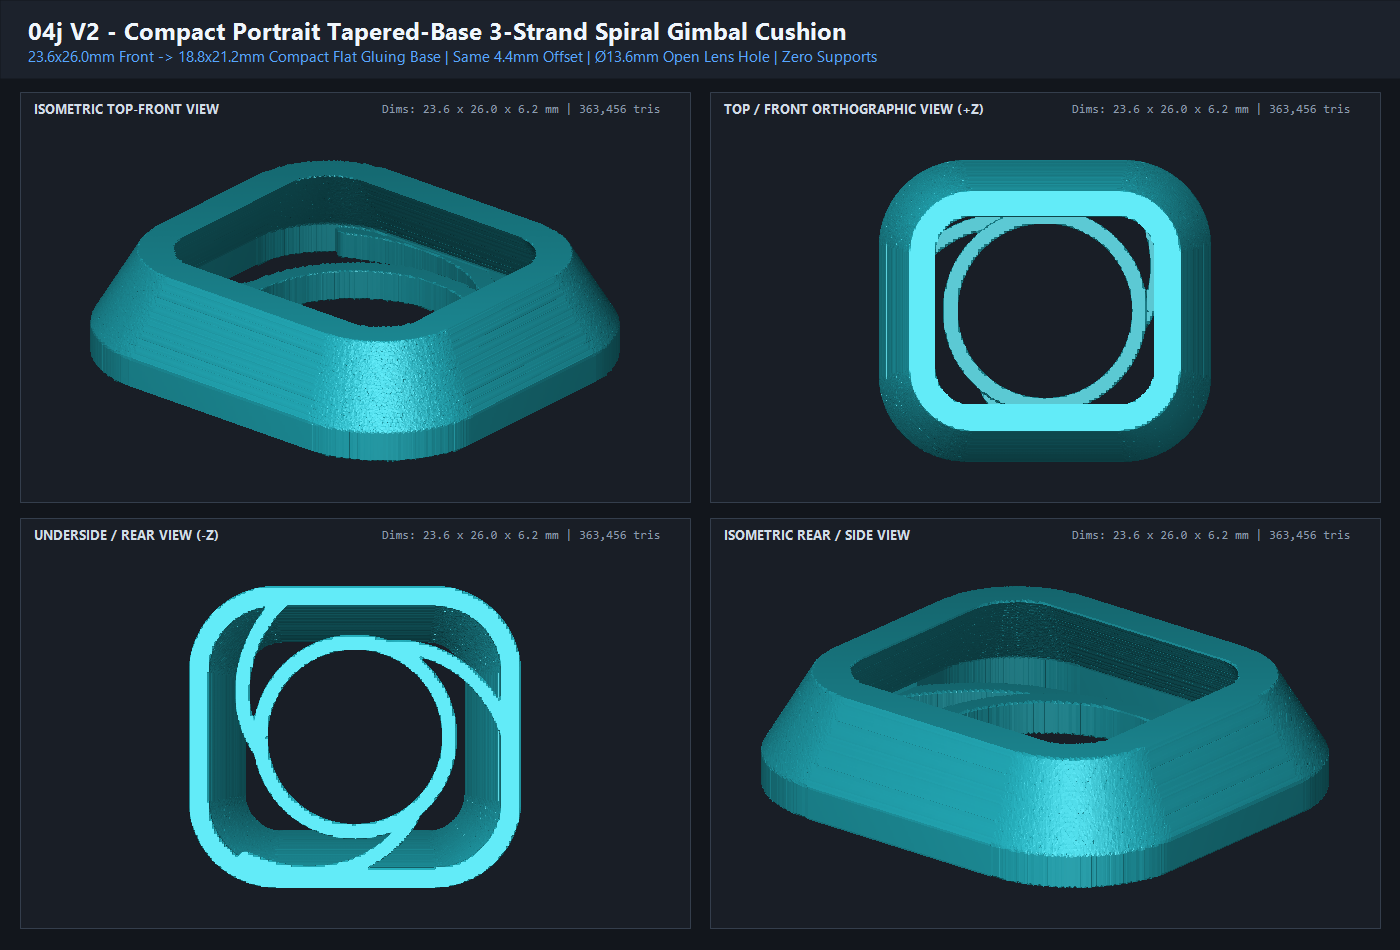 04j V2 - Compact Portrait Tapered-Base 3-Strand Spiral Gimbal Cushion
23.6x26.0mm Front -> 18.8x21.2mm Compact Flat Gluing Base | Same 4.4mm Offset | Ø13.6mm Open Lens Hole | Zero Supports
ISOMETRIC TOP-FRONT VIEW Dims: 23.6 x 26.0 x 6.2 mm | 363,456 tris
TOP / FRONT ORTHOGRAPHIC VIEW (+Z) Dims: 23.6 x 26.0 x 6.2 mm | 363,456 tris
UNDERSIDE / REAR VIEW (-Z) Dims: 23.6 x 26.0 x 6.2 mm | 363,456 tris
ISOMETRIC REAR / SIDE VIEW Dims: 23.6 x 26.0 x 6.2 mm | 363,456 tris